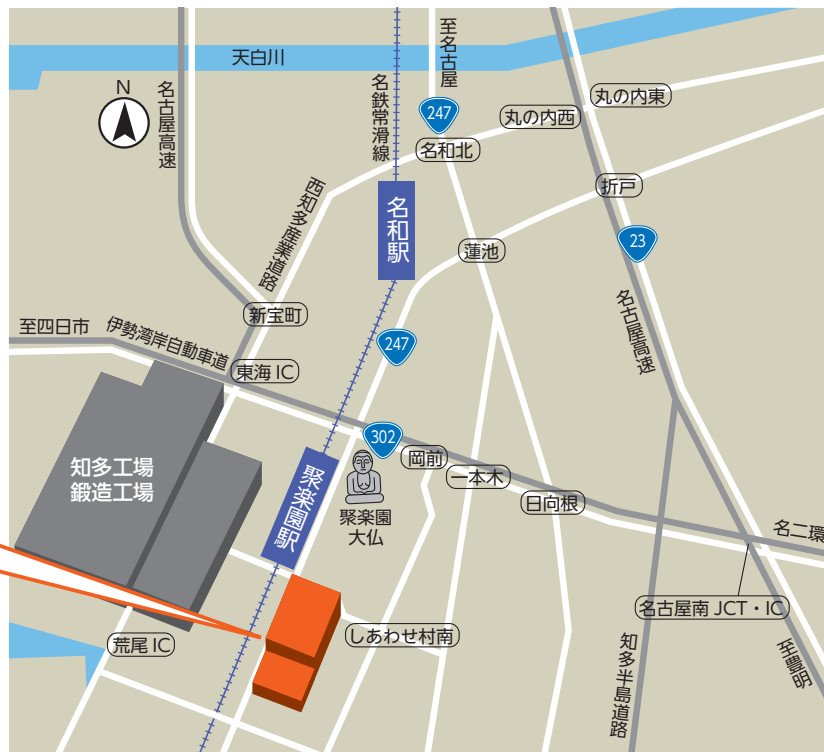 天白川
至名古屋
N
名古屋高速
名鉄常滑線
247
丸の内西
丸の内東
名和北
西知多産業道路
名和駅
折戸
蓮池
23
新宝町
至四日市
伊勢湾岸自動車道
247
名古屋高速
東海 IC
302
岡前
一本木
日向根
知多工場
鍛造工場
聚楽園駅
聚楽園
大仏
名二環
名古屋南 JCT・IC
しあわせ村南
荒尾 IC
知多半島道路
至豊明